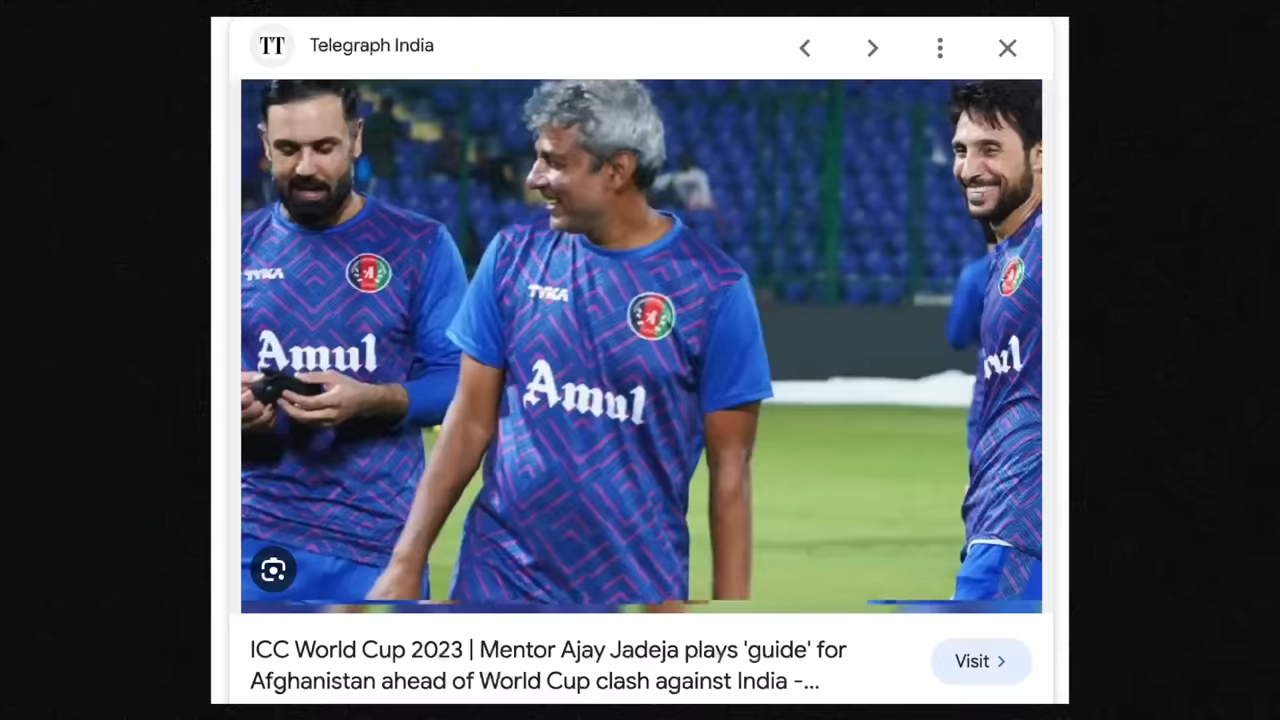 TT
Telegraph India
TYKA
Amul
TYKA
Amul
ul
ICC World Cup 2023 | Mentor Ajay Jadeja plays 'guide' for
Afghanistan ahead of World Cup clash against India -...
Visit